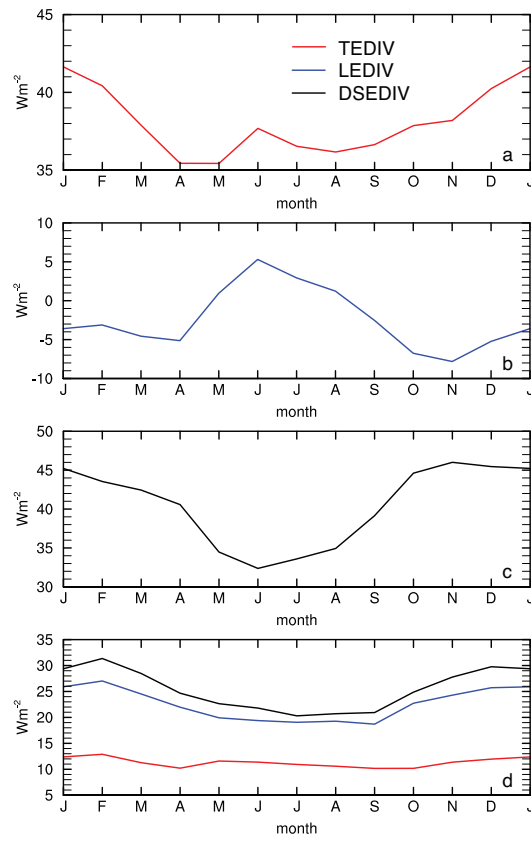 45
TEDIV
LEDIV
DSEDIV
40
Wm-2
35
a
J F M A M J J A S O N D J
month
10
5
0
Wm-2
-5
-10
b
J F M A M J J A S O N D J
month
50
45
40
Wm-2
35
30
c
J F M A M J J A S O N D J
month
35
30
25
20
Wm-2
15
10
5
d
J F M A M J J A S O N D J
month